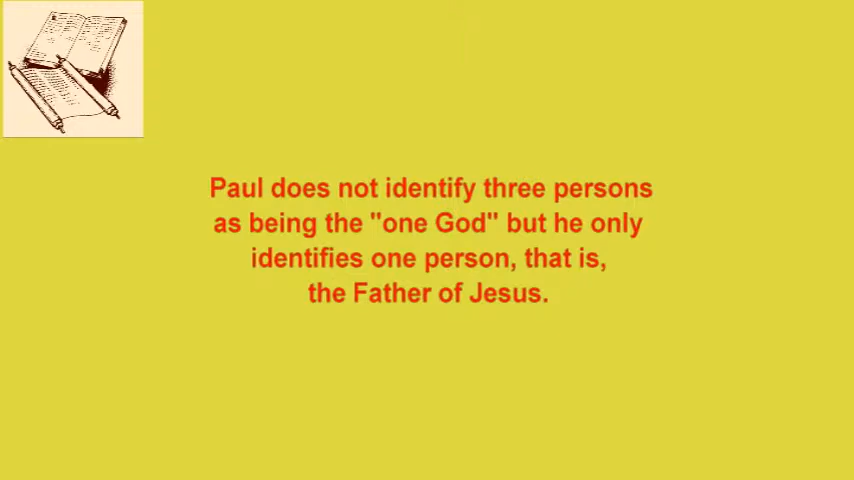 Paul does not identify three persons
as being the "one God" but he only
identifies one person, that is,
the Father of Jesus.